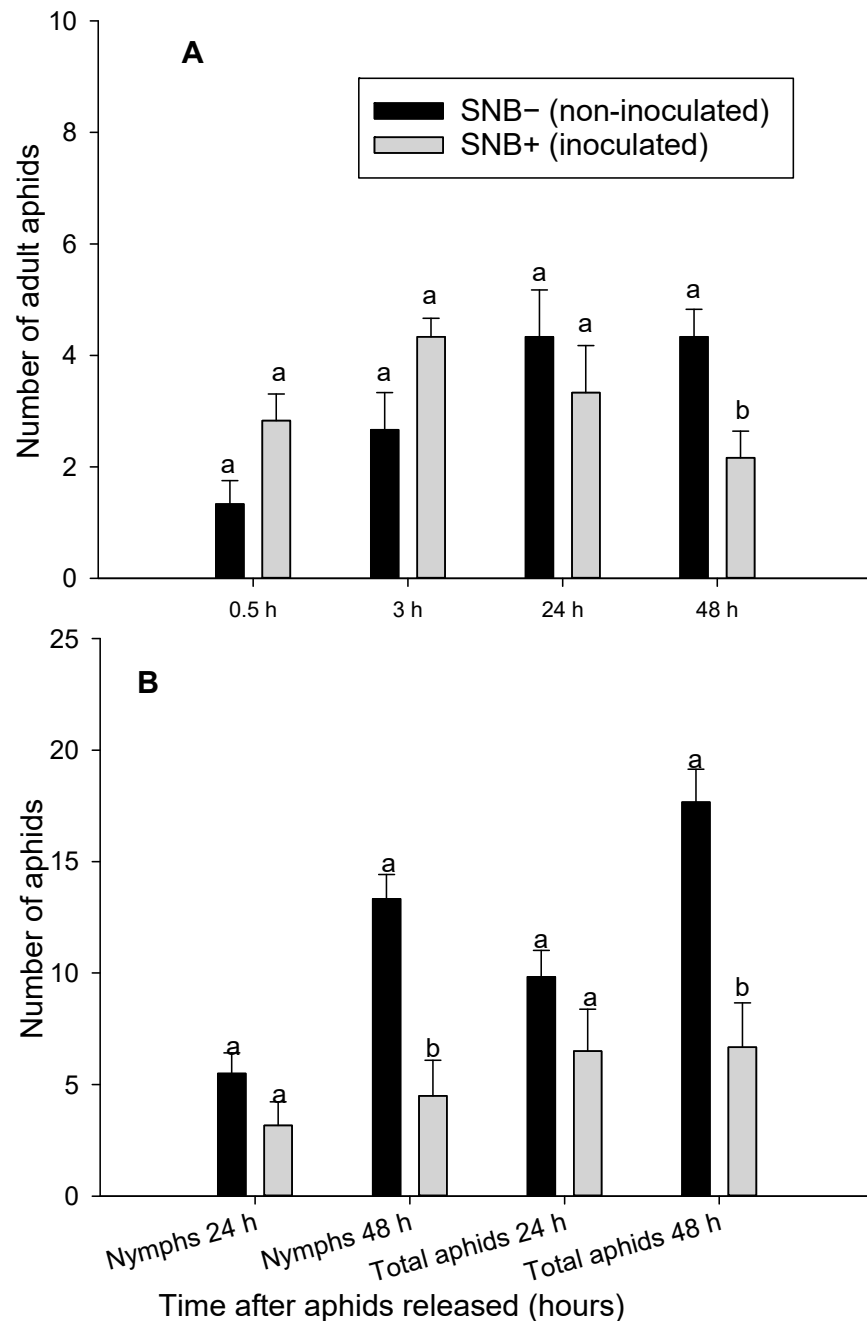 A
SNB− (non-inoculated)
SNB+ (inoculated)
Number of adult aphids
10
8
6
4
2
0
a
a
a
a
a
a
a
b
0.5 h
3 h
24 h
48 h
B
Number of aphids
25
20
15
10
5
0
a
a
a
b
a
a
a
b
Nymphs 24 h
Nymphs 48 h
Total aphids 24 h
Total aphids 48 h
Time after aphids released (hours)